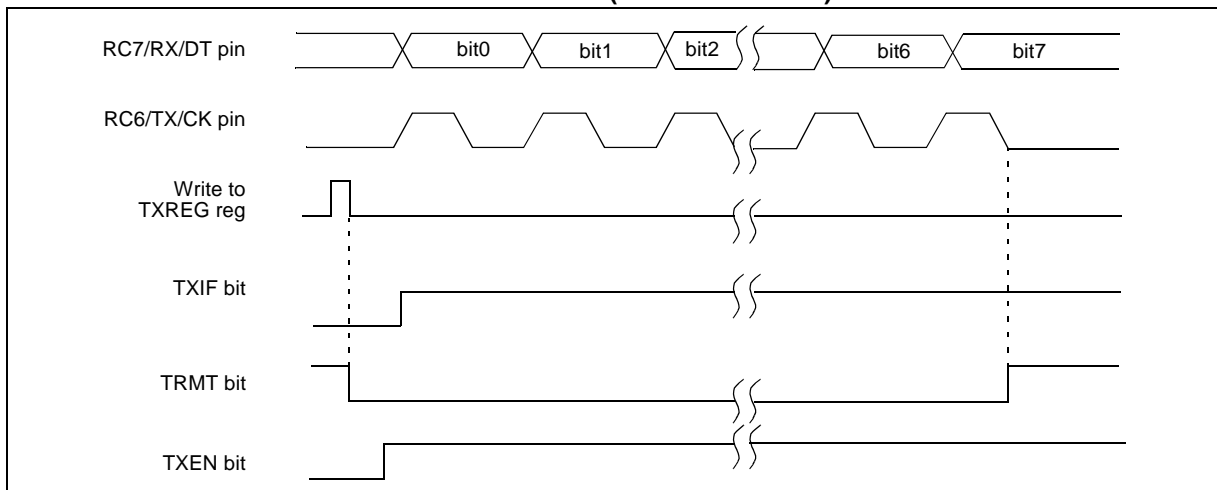 RC7/RX/DT pin
bit0 bit1 bit2 bit6 bit7
RC6/TX/CK pin
Write to
TXREG reg
TXIF bit
TRMT bit
TXEN bit